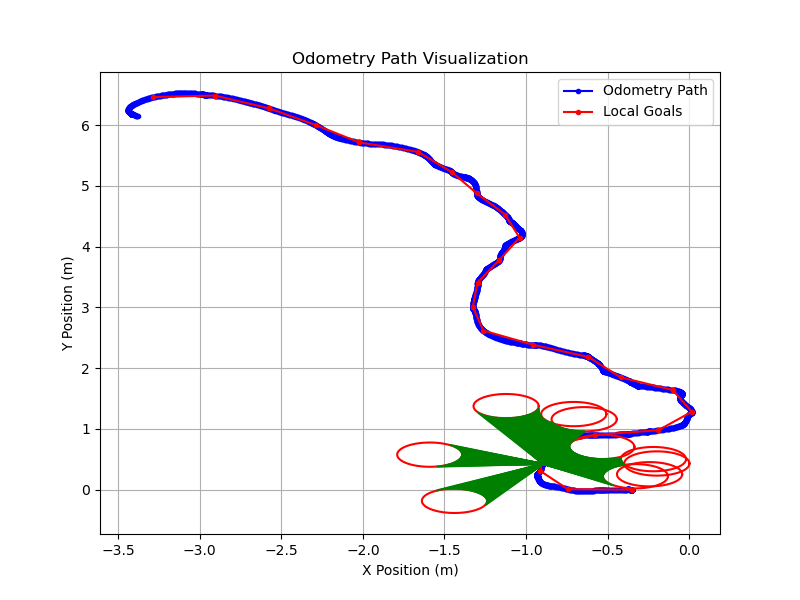 Odometry Path Visualization
Odometry Path
Local Goals
Y Position (m)
6
5
4
3
2
1
0
−3.5 −3.0 −2.5 −2.0 −1.5 −1.0 −0.5 0.0
X Position (m)